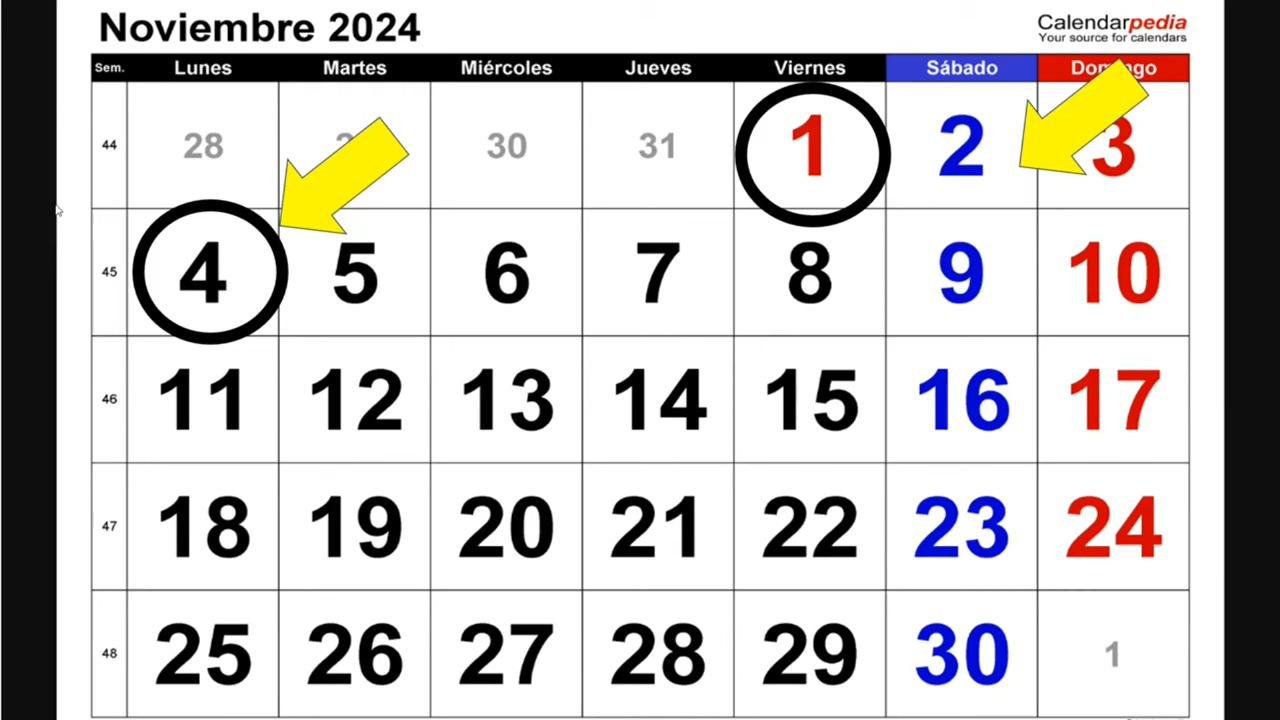 Noviembre 2024
Calendarpedia
Your source for calendars
Sem. Lunes Martes Miércoles Jueves Viernes Sábado
44 28 30 31 1 2 3
45 4 5 6 7 8 9 10
46 11 12 13 14 15 16 17
47 18 19 20 21 22 23 24
48 25 26 27 28 29 30 1